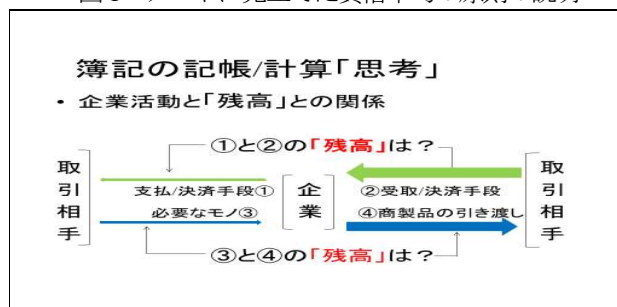 簿記の記帳/計算「思考」
• 企業活動と「残高」との関係
①と②の「残高」は？
取引相手
支払/決済手段①
必要なモノ③
企業
②受取/決済手段
④商製品の引き渡し
取引相手
③と④の「残高」は？